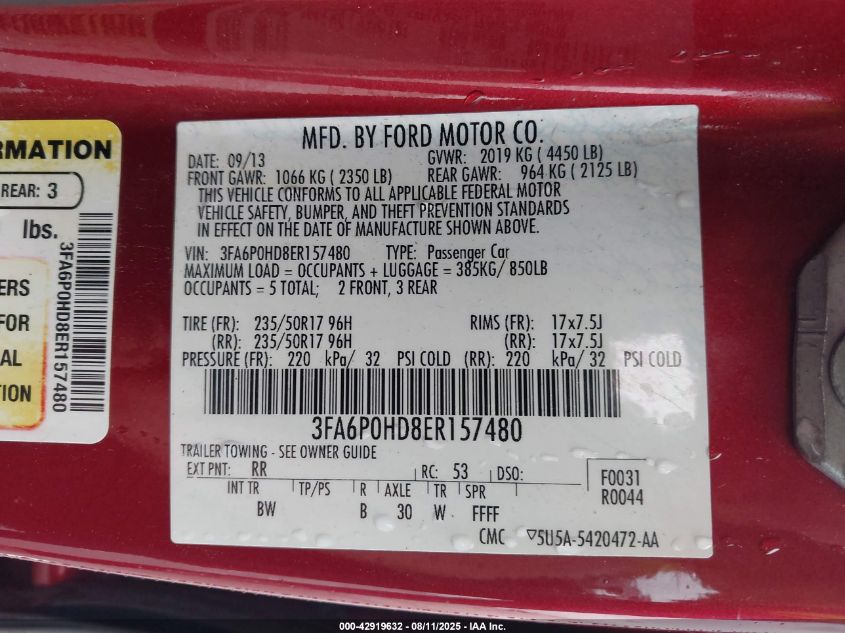 RMATION
REAR: 3
lbs.
ERS
FOR
AL
TION
3FA6P0HD8ER157480
MFD. BY FORD MOTOR CO.
DATE: 09/13 GVWR: 2019 KG ( 4450 LB)
FRONT GAWR: 1066 KG ( 2350 LB) REAR GAWR: 964 KG ( 2125 LB)
THIS VEHICLE CONFORMS TO ALL APPLICABLE FEDERAL MOTOR
VEHICLE SAFETY, BUMPER, AND THEFT PREVENTION STANDARDS
IN EFFECT ON THE DATE OF MANUFACTURE SHOWN ABOVE.
VIN: 3FA6P0HD8ER157480 TYPE: Passenger Car
MAXIMUM LOAD = OCCUPANTS + LUGGAGE = 385KG/ 850LB
OCCUPANTS = 5 TOTAL; 2 FRONT, 3 REAR
TIRE (FR): 235/50R17 96H RIMS (FR): 17x7.5J
(RR): 235/50R17 96H (RR): 17x7.5J
PRESSURE (FR): 220 kPa/ 32 PSI COLD (RR): 220 kPa/ 32 PSI COLD
3FA6P0HD8ER157480
TRAILER TOWING - SEE OWNER GUIDE
EXT PNT: RR RC: 53 DSO: F0031
INT TR TP/PS R AXLE TR SPR R0044
BW B 30 W FFFF
CMC ▽5U5A-5420472-AA
000-42919632 - 08/11/2025 - IAA Inc.